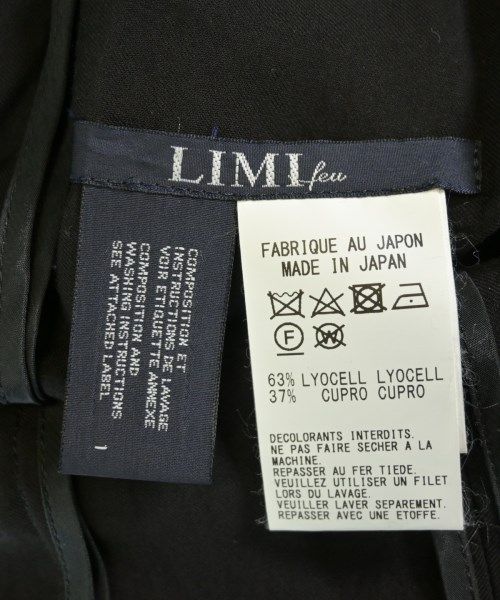 LIMI feu
COMPOSITION ET
INSTRUCTIONS DE LAVAGE
VOIR ETIQUETTE ANNEXE
COMPOSITION AND
WASHING INSTRUCTIONS
SEE ATTACHED LABEL
1
FABRIQUE AU JAPON
MADE IN JAPAN
F W
63% LYOCELL LYOCELL
37% CUPRO CUPRO
DECOLORANTS INTERDITS.
NE PAS FAIRE SECHER A LA
MACHINE.
REPASSER AU FER TIEDE.
VEUILLEZ UTILISER UN FILET
LORS DU LAVAGE.
VEUILLER LAVER SEPAREMENT.
REPASSER AVEC UNE ETOFFE.